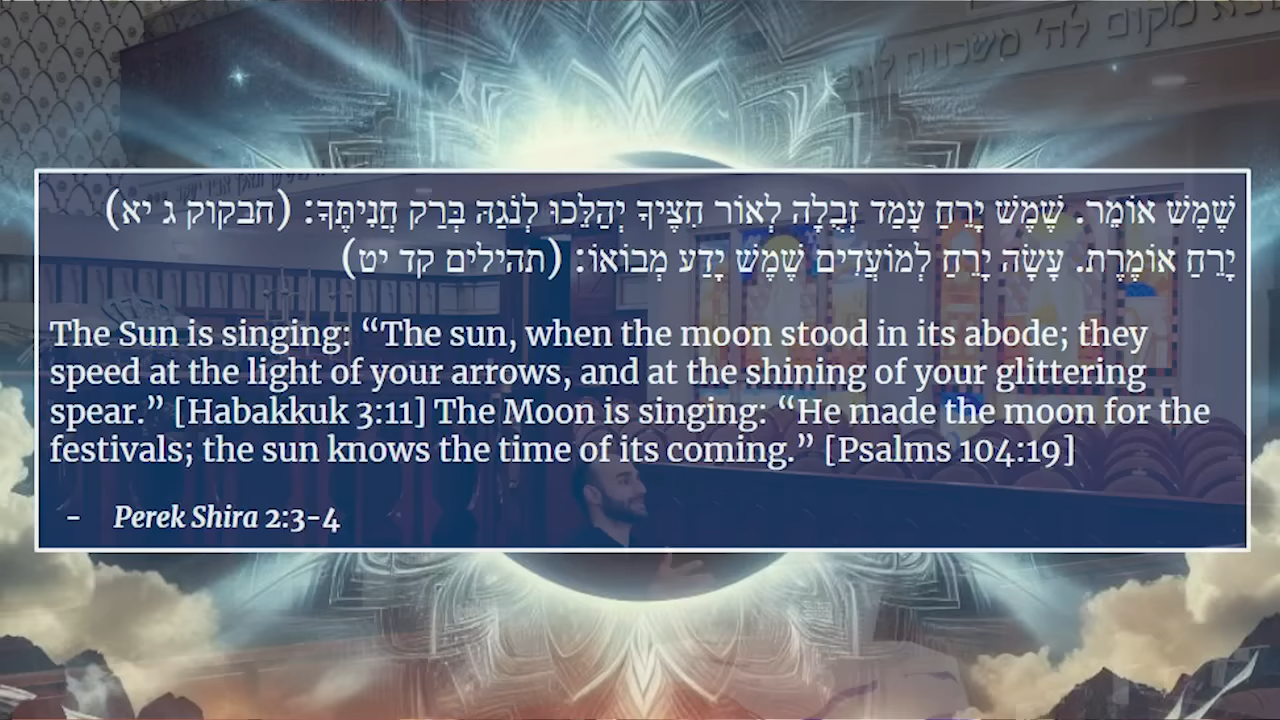 מקום לה' משכנות
שֶׁמֶשׁ אוֹמֵר. שֶׁמֶשׁ יָרֵחַ עָמַד זְבֻלָה לְאוֹר חִצֶּיךָ יְהַלֵּכוּ לְנֹגַהּ בְּרַק חֲנִיתֶךָ: (חבקוק ג יא)
יָרֵחַ אוֹמֶרֶת. עָשָׂה יָרֵחַ לְמוֹעֲדִים שֶׁמֶשׁ יָדַע מְבוֹאוֹ: (תהילים קד יט)
The Sun is singing: “The sun, when the moon stood in its abode; they
speed at the light of your arrows, and at the shining of your glittering
spear.” [Habakkuk 3:11] The Moon is singing: “He made the moon for the
festivals; the sun knows the time of its coming.” [Psalms 104:19]
- Perek Shira 2:3-4